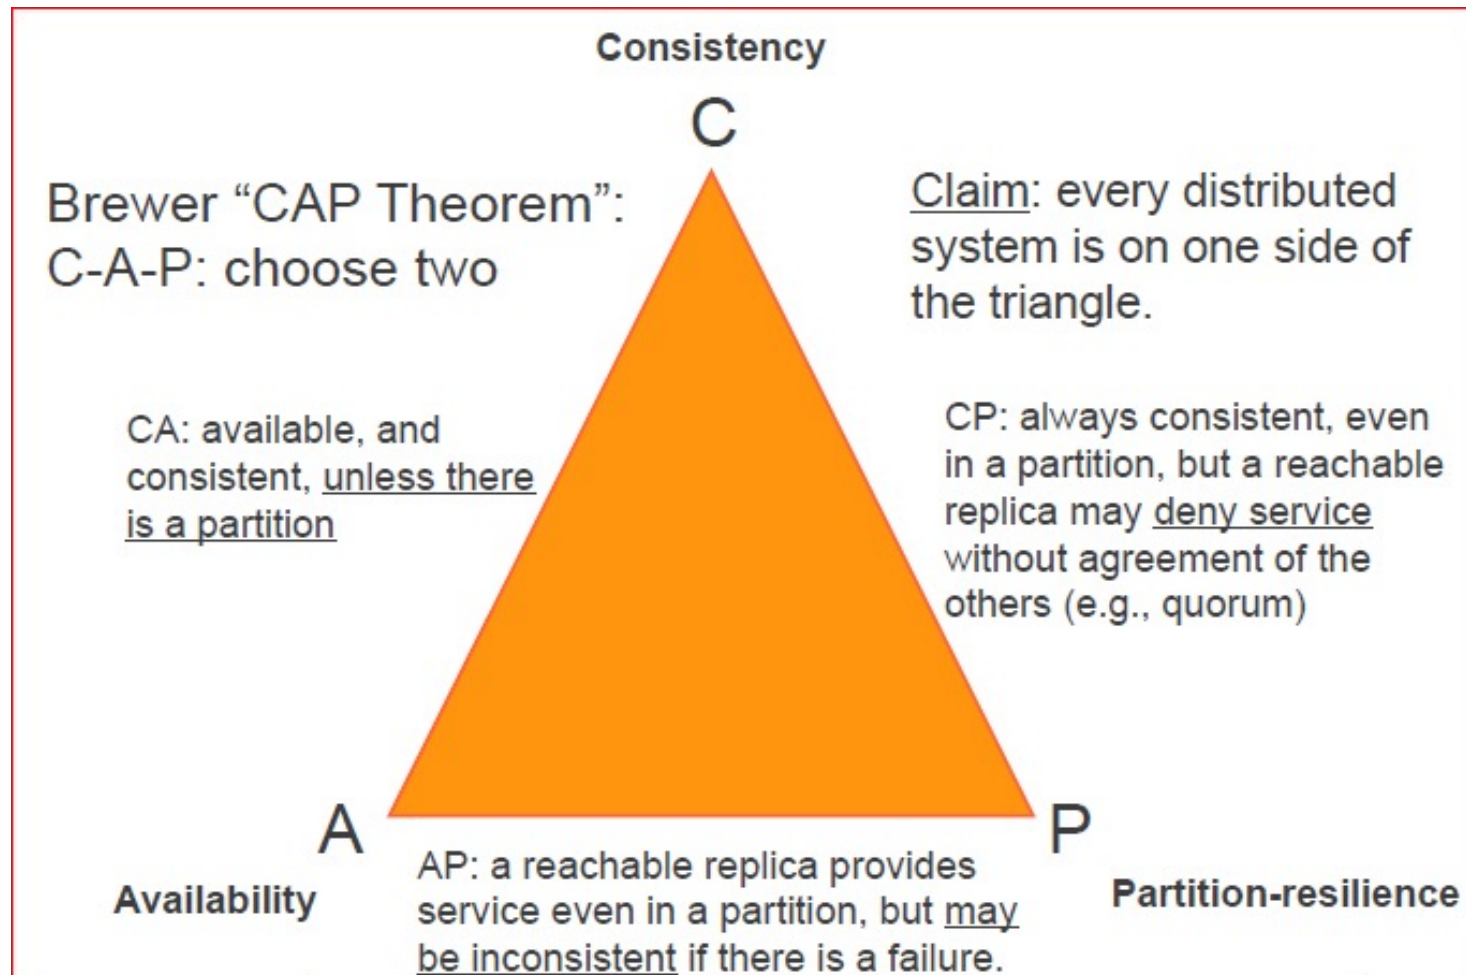 Consistency
C
Brewer “CAP Theorem”:
C-A-P: choose two
Claim: every distributed
system is on one side of
the triangle.
CA: available, and
consistent, unless there
is a partition
CP: always consistent, even
in a partition, but a reachable
replica may deny service
without agreement of the
others (e.g., quorum)
A
P
Availability
AP: a reachable replica provides
service even in a partition, but may
be inconsistent if there is a failure.
Partition-resilience